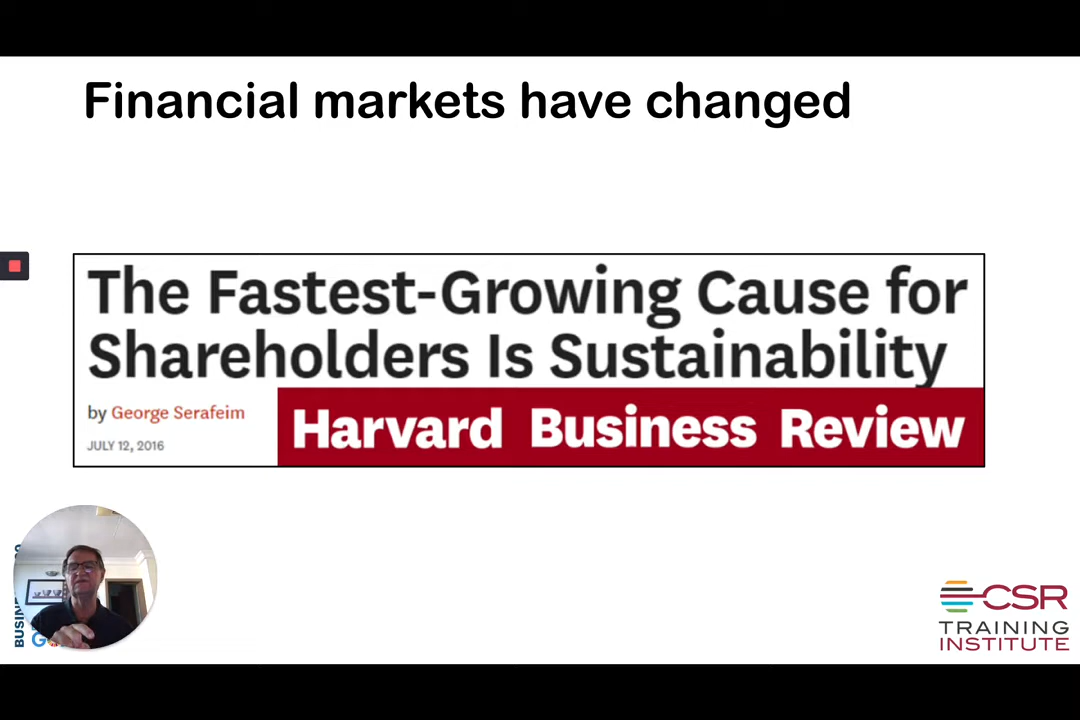 Financial markets have changed
The Fastest-Growing Cause for
Shareholders Is Sustainability
by George Serafeim
JULY 12, 2016
Harvard Business Review
CSR
TRAINING
INSTITUTE